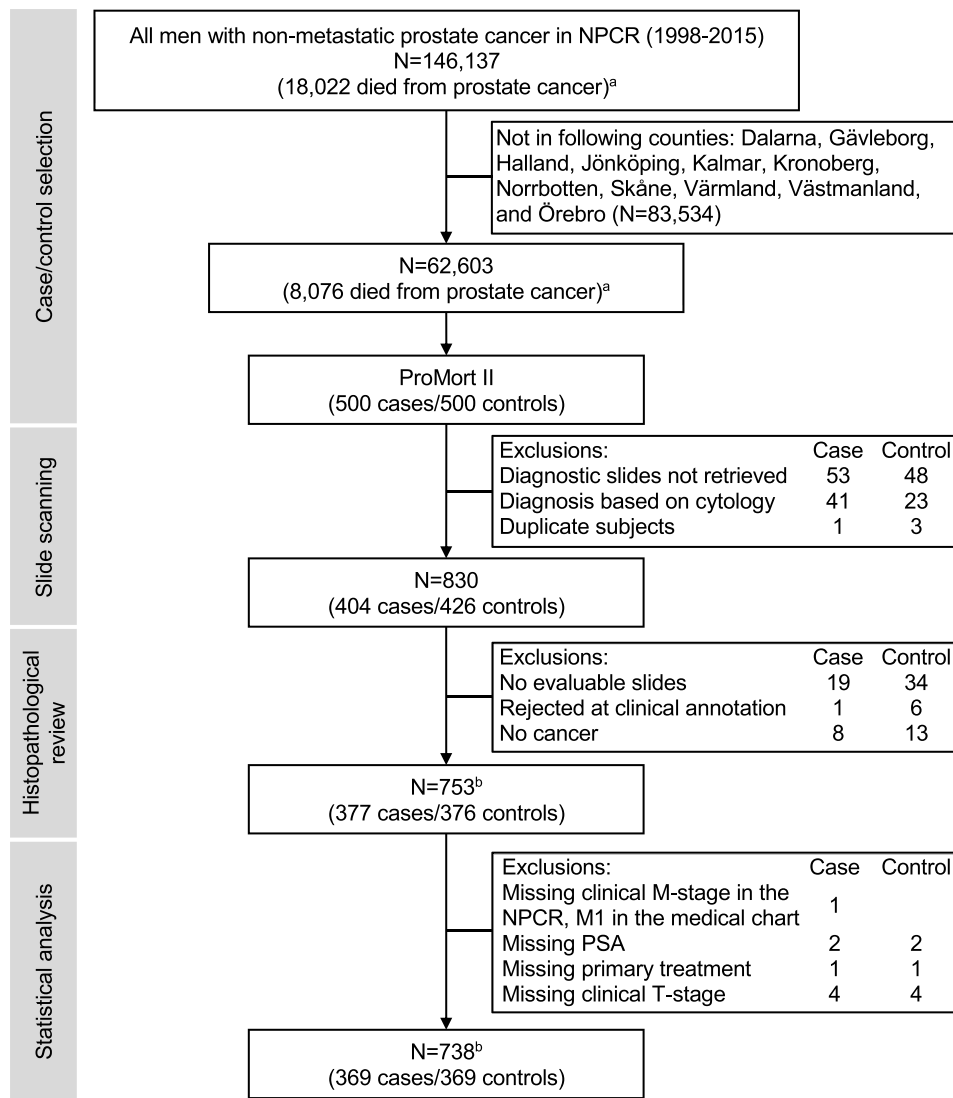 Case/control selection
All men with non-metastatic prostate cancer in NPCR (1998-2015)
N=146,137
(18,022 died from prostate cancer)ᵃ
Not in following counties: Dalarna, Gävleborg,
Halland, Jönköping, Kalmar, Kronoberg,
Norrbotten, Skåne, Värmland, Västmanland,
and Örebro (N=83,534)
N=62,603
(8,076 died from prostate cancer)ᵃ
ProMort II
(500 cases/500 controls)
Slide scanning
Exclusions: Case Control
Diagnostic slides not retrieved 53 48
Diagnosis based on cytology 41 23
Duplicate subjects 1 3
N=830
(404 cases/426 controls)
Histopathological
review
Exclusions: Case Control
No evaluable slides 19 34
Rejected at clinical annotation 1 6
No cancer 8 13
N=753ᵇ
(377 cases/376 controls)
Statistical analysis
Exclusions: Case Control
Missing clinical M-stage in the
NPCR, M1 in the medical chart 1
Missing PSA 2 2
Missing primary treatment 1 1
Missing clinical T-stage 4 4
N=738ᵇ
(369 cases/369 controls)